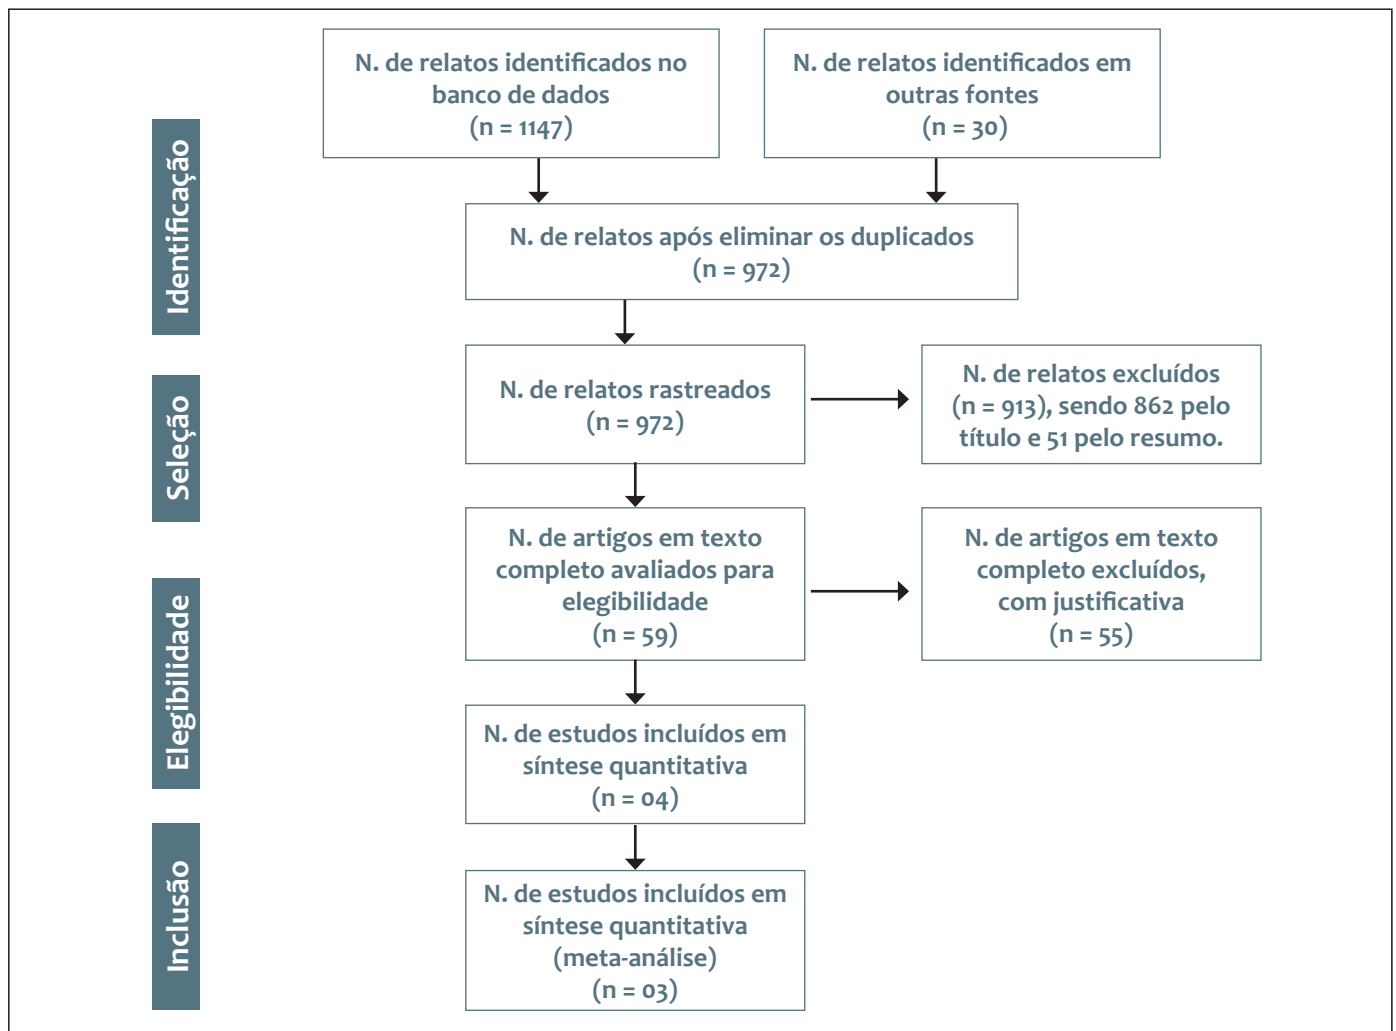 N. de relatos identificados no
banco de dados
(n = 1147)
N. de relatos identificados em
outras fontes
(n = 30)
Identificação
N. de relatos após eliminar os duplicados
(n = 972)
Seleção
N. de relatos rastreados
(n = 972)
N. de relatos excluídos
(n = 913), sendo 862 pelo
título e 51 pelo resumo.
Elegibilidade
N. de artigos em texto
completo avaliados para
elegibilidade
(n = 59)
N. de artigos em texto
completo excluídos,
com justificativa
(n = 55)
N. de estudos incluídos em
síntese quantitativa
(n = 04)
Inclusão
N. de estudos incluídos em
síntese quantitativa
(meta-análise)
(n = 03)